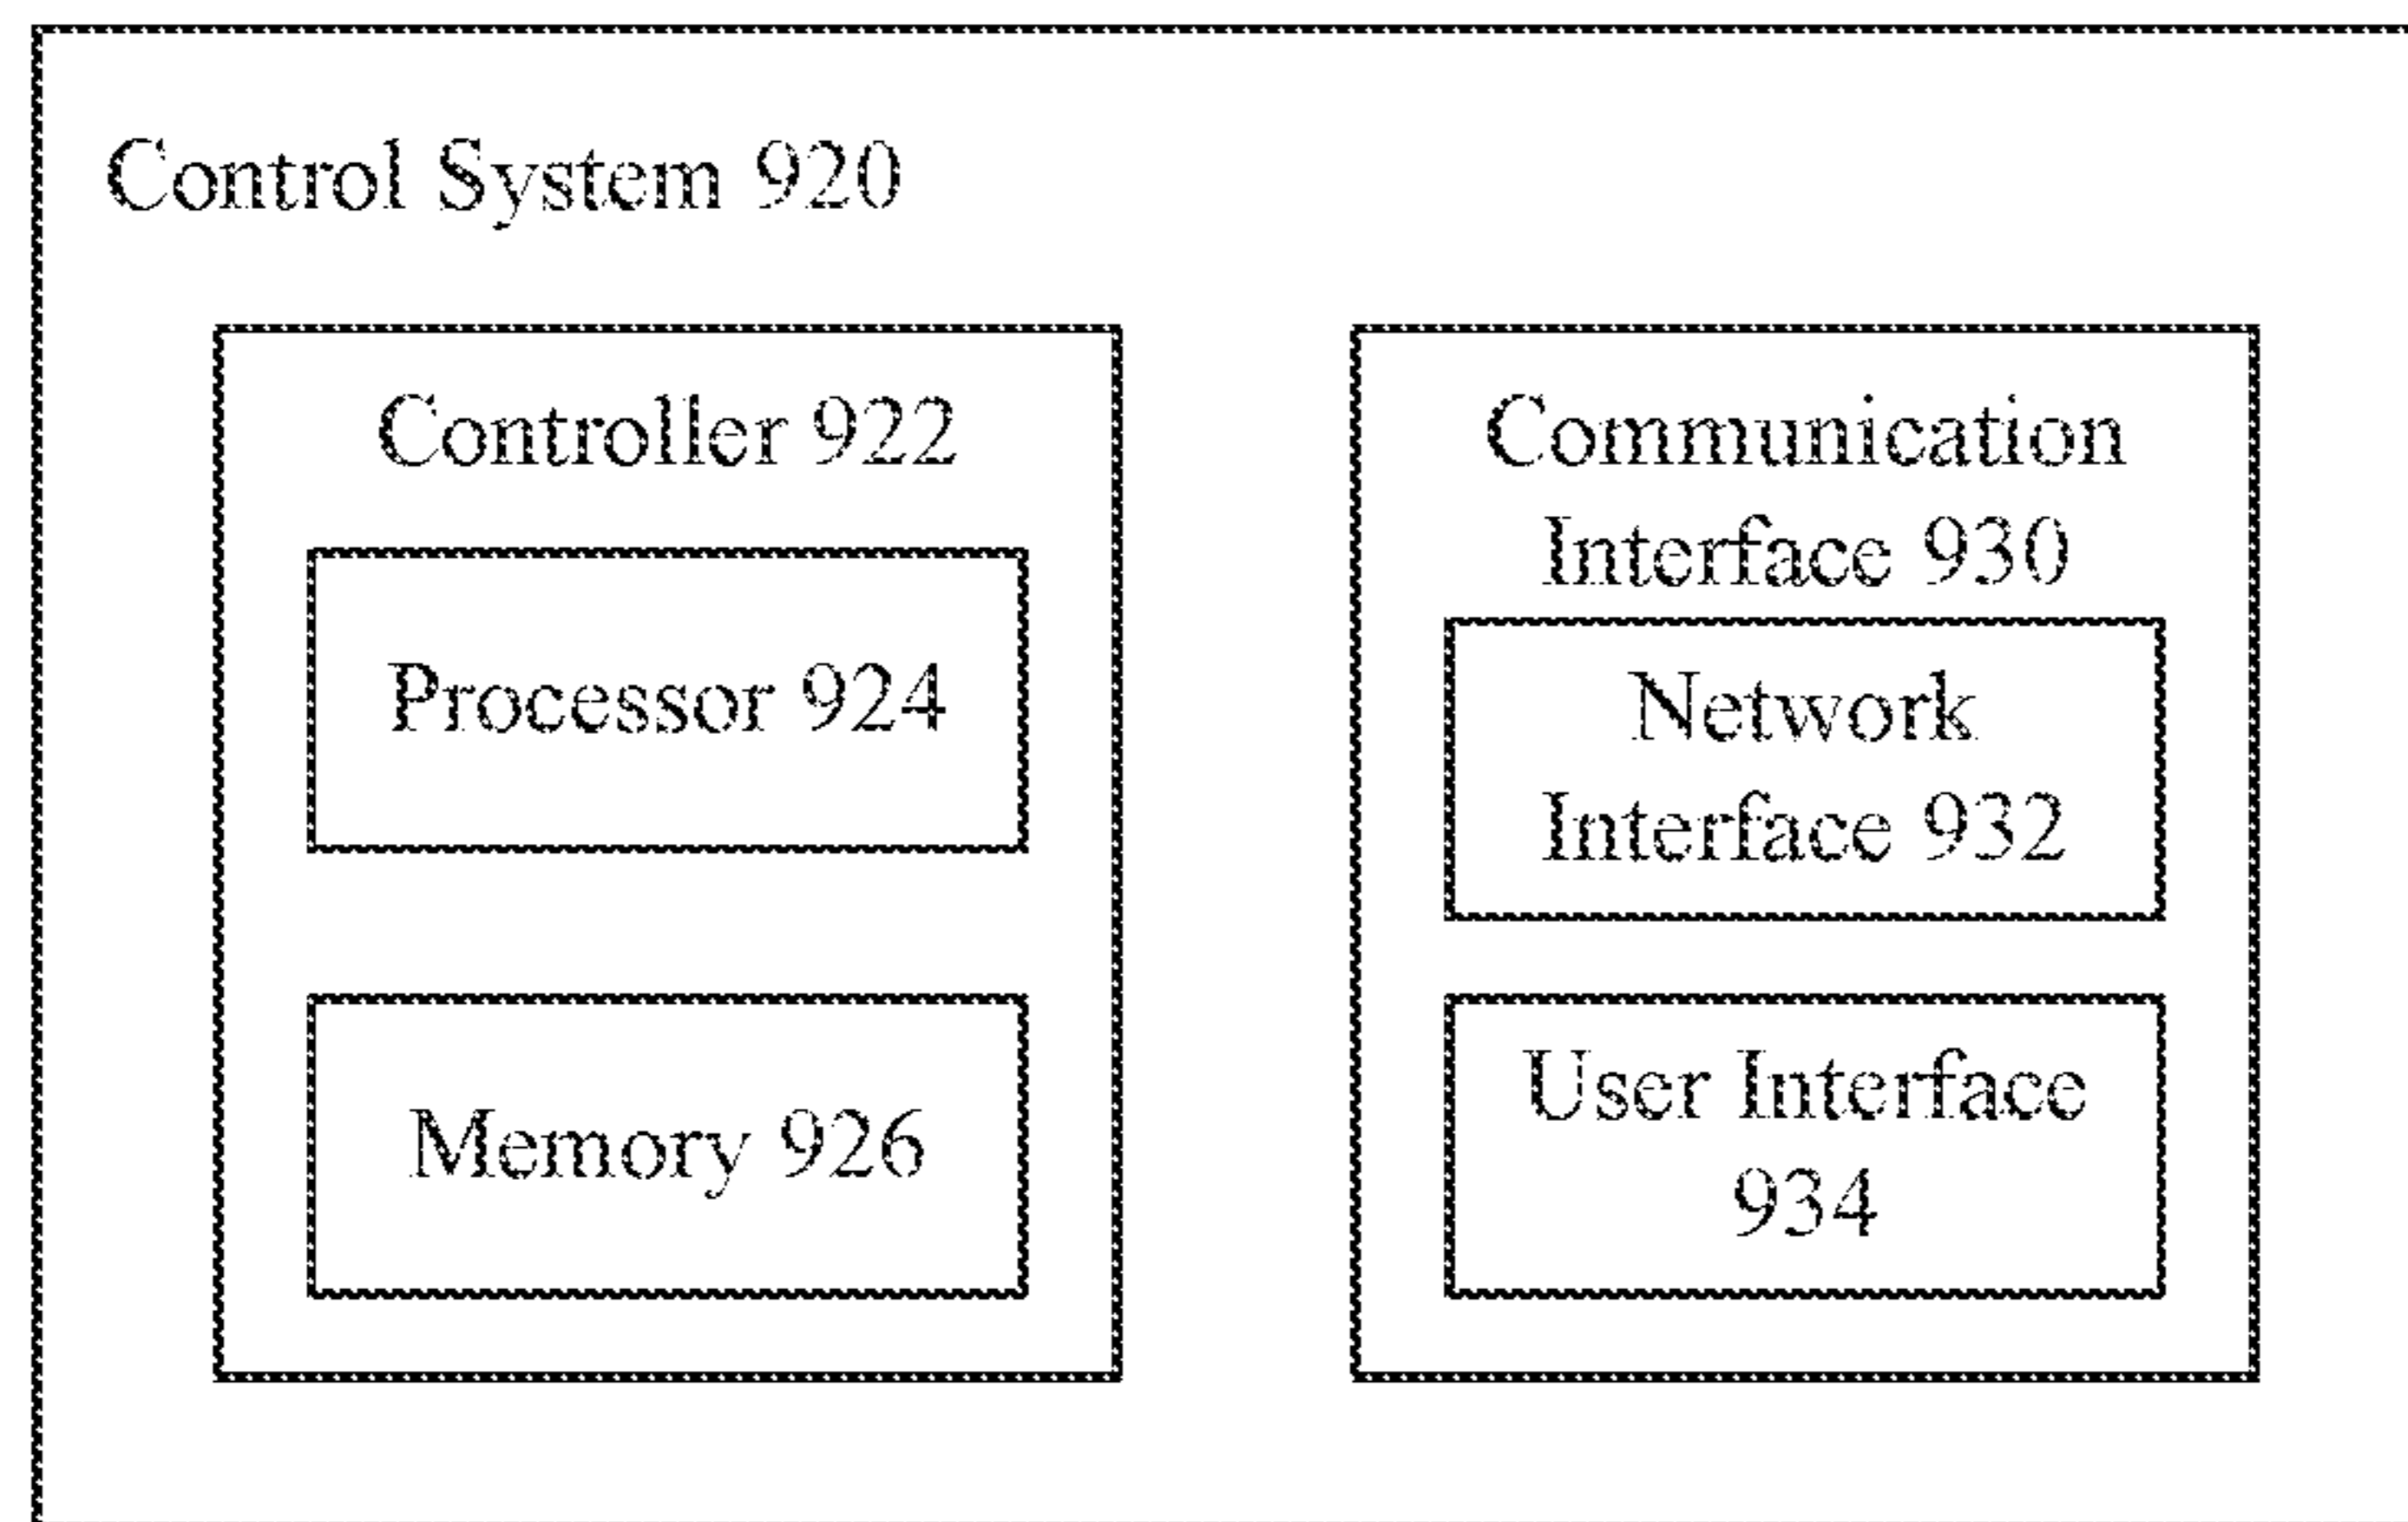 Control System 920
Controller 922
Processor 924
Memory 926
Communication
Interface 930
Network
Interface 932
User Interface
934